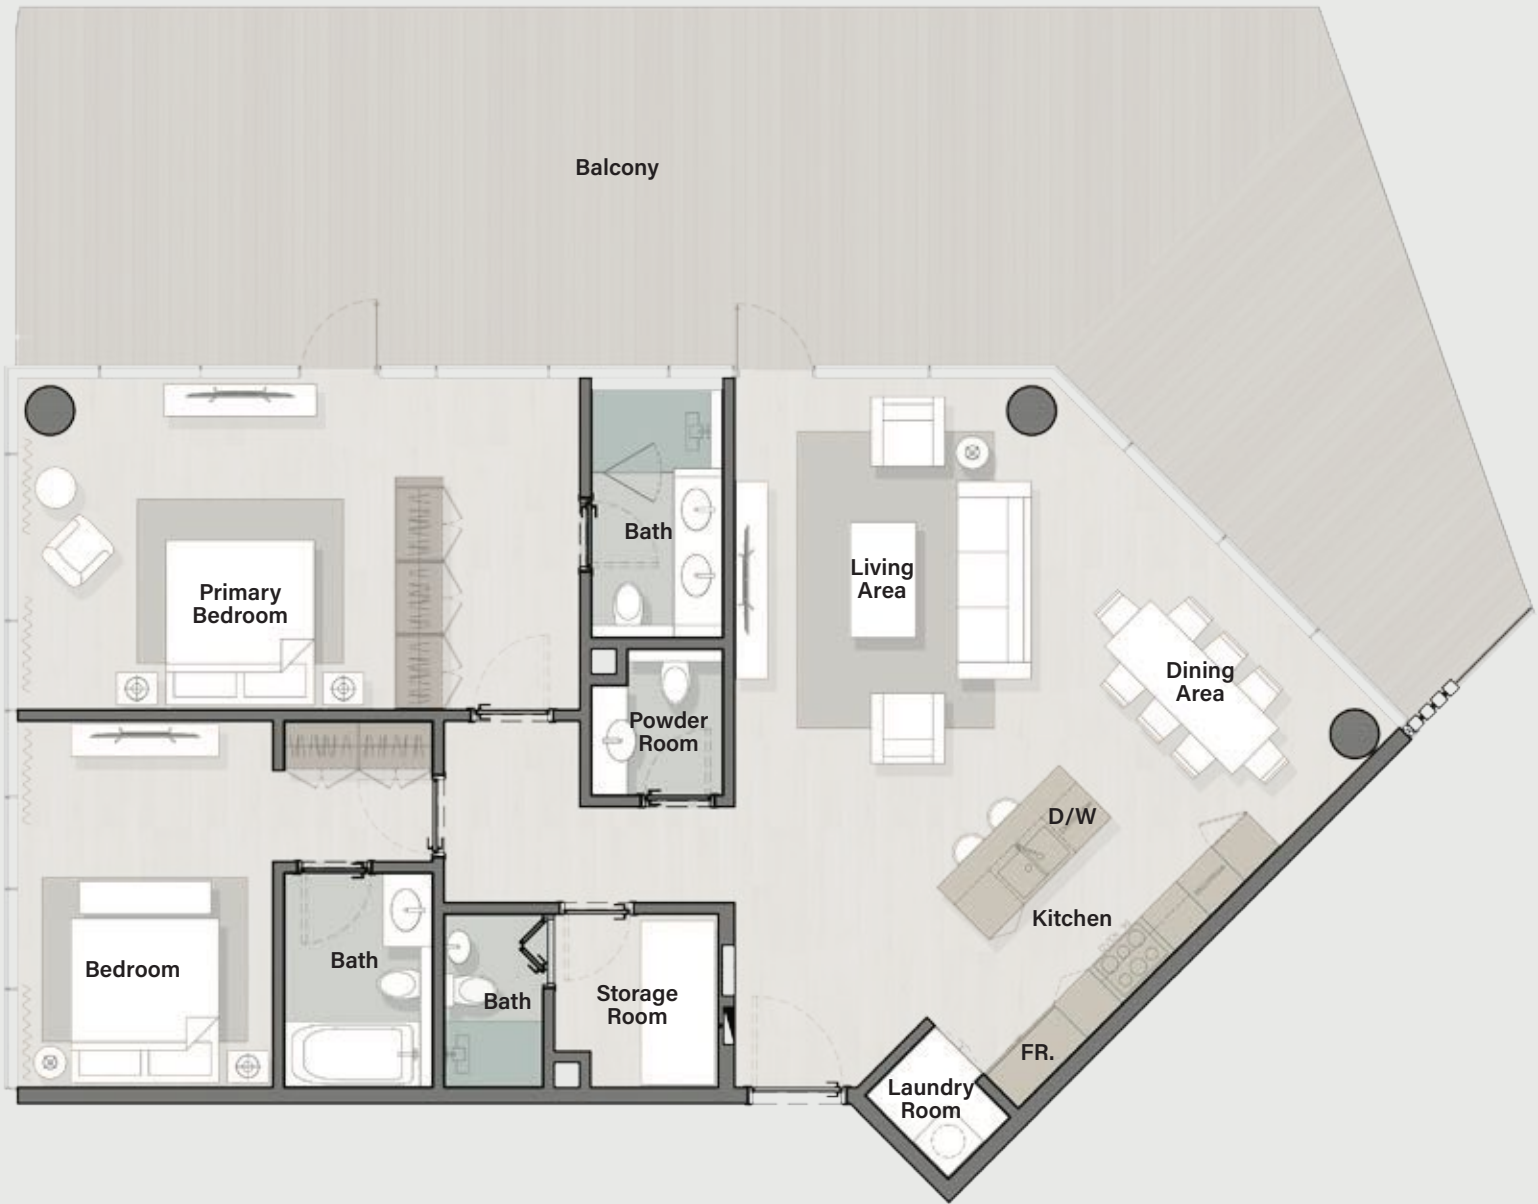 Balcony
Bath
Living
Area
Primary
Bedroom
Dining
Area
Powder
Room
D/W
Kitchen
Bedroom
Bath
Bath
Storage
Room
FR.
Laundry
Room